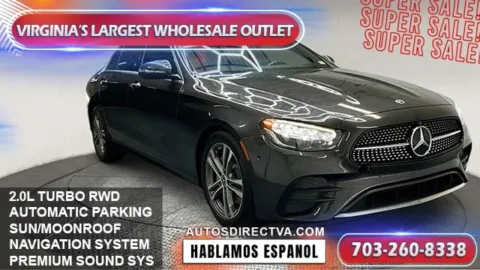 VIRGINIA'S LARGEST WHOLESALE OUTLET
SUPER SALE!
SUPER SALE!
SUPER SALE!
2.0L TURBO RWD
AUTOMATIC PARKING
SUN/MOONROOF
NAVIGATION SYSTEM
PREMIUM SOUND SYS
AUTOSDIRECTVA.COM
HABLAMOS ESPANOL
703-260-8338